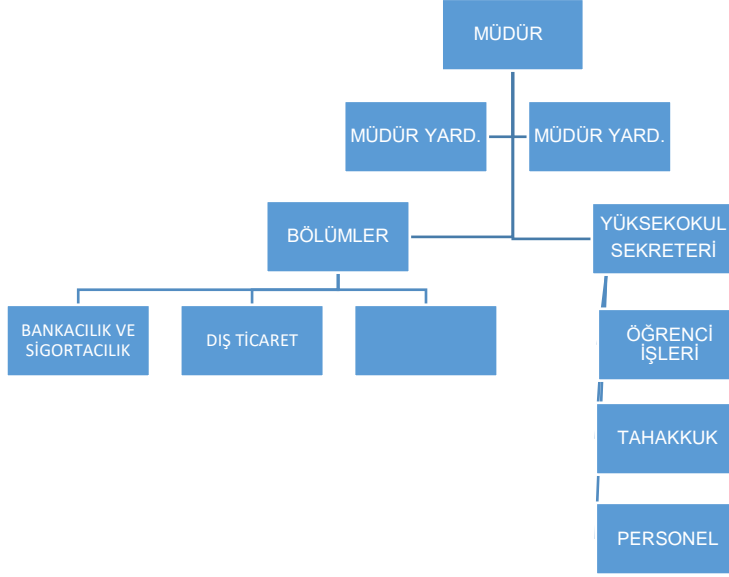 MÜDÜR
MÜDÜR YARD.
MÜDÜR YARD.
BÖLÜMLER
YÜKSEKOKUL
SEKRETERİ
BANKACILIK VE
SİGORTACILIK
DIŞ TİCARET
ÖĞRENCİ
İŞLERİ
TAHAKKUK
PERSONEL